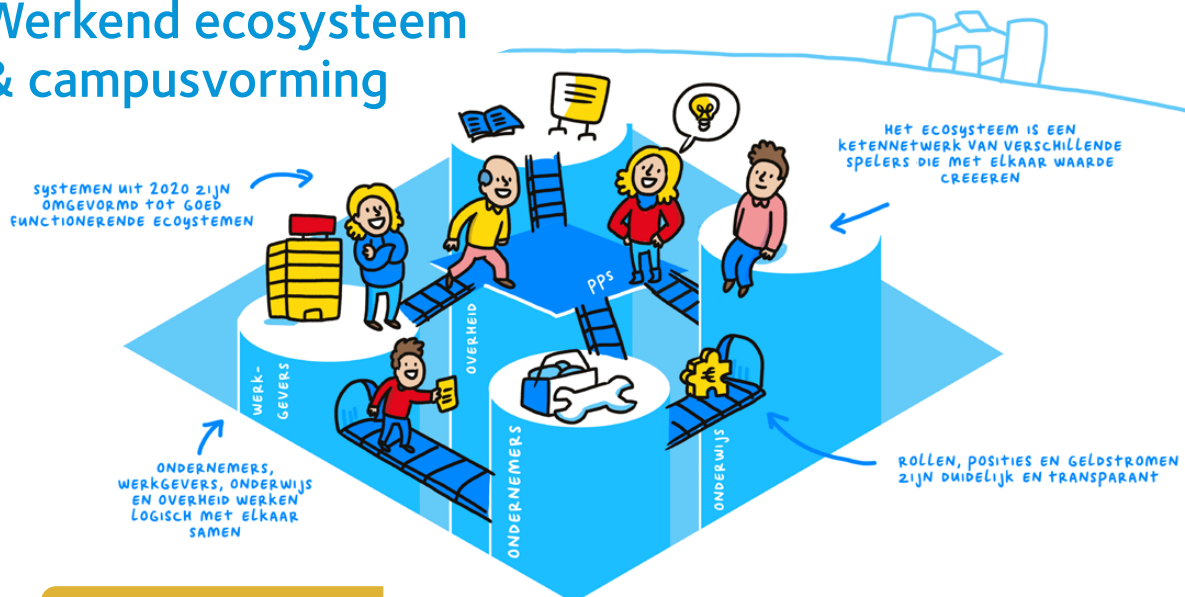 Werkend ecosysteem
& campusvorming
HET ECOSYSTEEM IS EEN
KETENNETWERK VAN VERSCHILLENDE
SPELERS DIE MET ELKAAR WAARDE
CREEEREN
SYSTEMEN UIT 2020 ZIJN
OMGEVORMD TOT GOED
FUNCTIONERENDE ECOYSTEMEN
PPS
OVERHEID
WERK-
GEVERS
ONDERNEMERS
ONDERWIJS
€
ONDERNEMERS,
WERKGEVERS, ONDERWIJS
EN OVERHEID WERKEN
LOGISCH MET ELKAAR
SAMEN
ROLLEN, POSITIES EN GELDSTROMEN
ZIJN DUIDELIJK EN TRANSPARANT